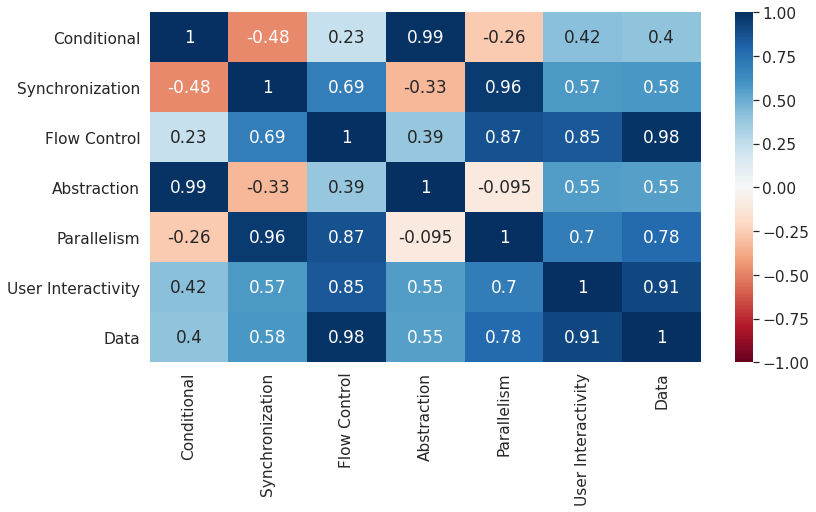 Conditional 1 -0.48 0.23 0.99 -0.26 0.42 0.4
Synchronization -0.48 1 0.69 -0.33 0.96 0.57 0.58
Flow Control 0.23 0.69 1 0.39 0.87 0.85 0.98
Abstraction 0.99 -0.33 0.39 1 -0.095 0.55 0.55
Parallelism -0.26 0.96 0.87 -0.095 1 0.7 0.78
User Interactivity 0.42 0.57 0.85 0.55 0.7 1 0.91
Data 0.4 0.58 0.98 0.55 0.78 0.91 1
Conditional
Synchronization
Flow Control
Abstraction
Parallelism
User Interactivity
Data
1.00
0.75
0.50
0.25
0.00
−0.25
−0.50
−0.75
−1.00